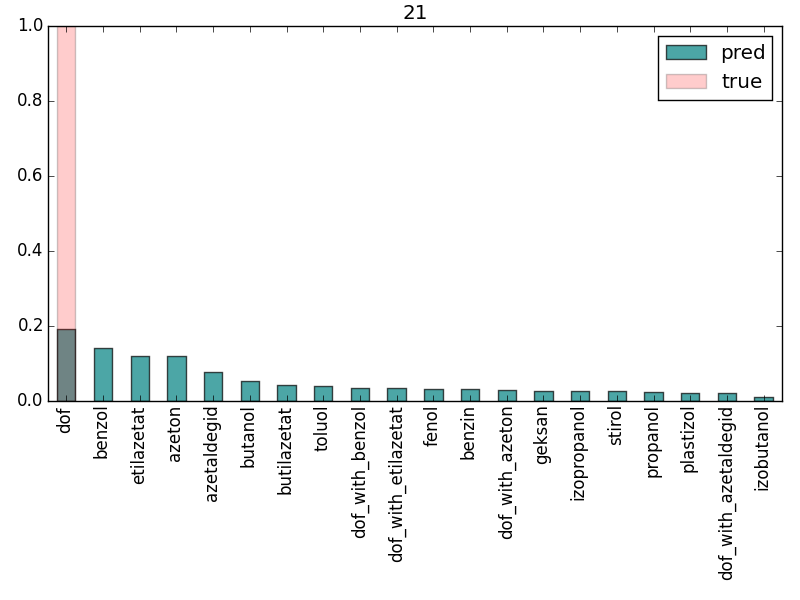 21
1.0
0.8
0.6
0.4
0.2
0.0
pred
true
dof
benzol
etilazetat
azeton
azetaldegid
butanol
butilazetat
toluol
dof_with_benzol
dof_with_etilazetat
fenol
benzin
dof_with_azeton
geksan
izopropanol
stirol
propanol
plastizol
dof_with_azetaldegid
izobutanol